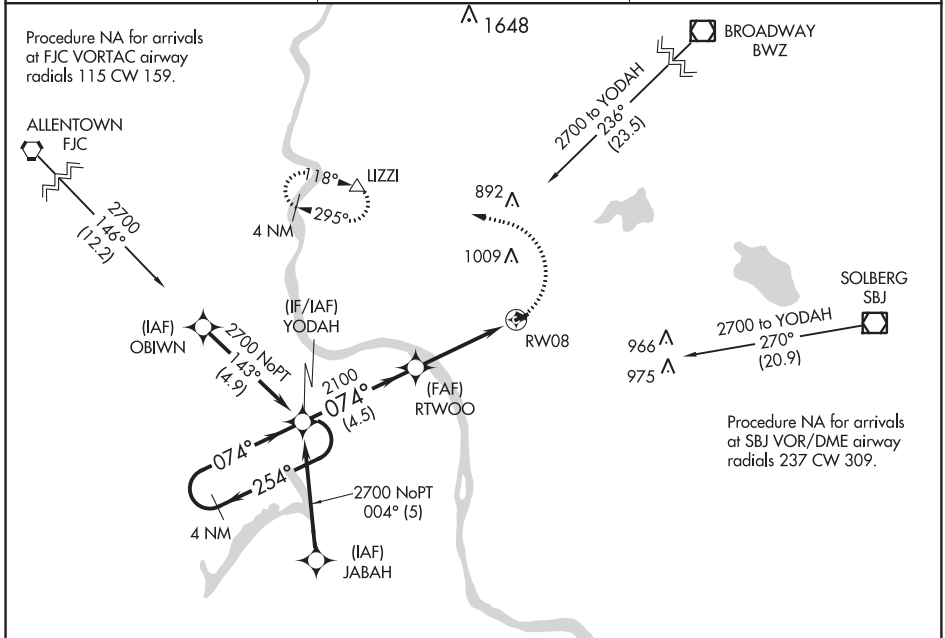 1648
Procedure NA for arrivals
at FJC VORTAC airway
radials 115 CW 159.
BROADWAY
BWZ
2700 to YODAH
236°
(23.5)
ALLENTOWN
FJC
2700
146°
(12.2)
118°
LIZZI
295°
4 NM
892
1009
SOLBERG
SBJ
2700 to YODAH
270°
(20.9)
966
975
RW08
(IF/IAF)
YODAH
(IAF)
OBIWN
2700 NoPT
143°
(4.9)
2100
074°
(4.5)
(FAF)
RTWOO
Procedure NA for arrivals
at SBJ VOR/DME airway
radials 237 CW 309.
074°
254°
4 NM
2700 NoPT
004° (5)
(IAF)
JABAH